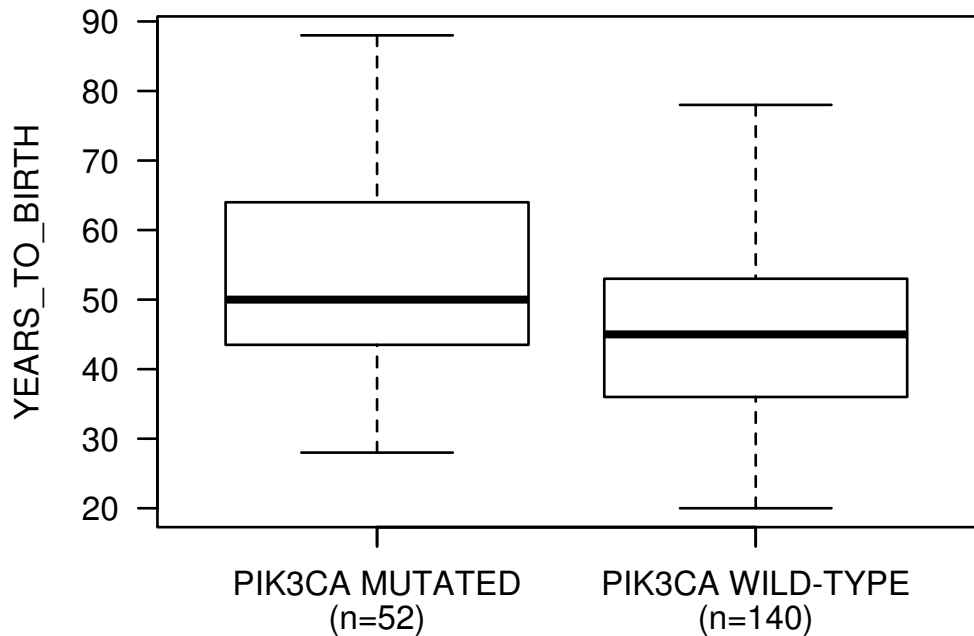 YEARS_TO_BIRTH
90
80
70
60
50
40
30
20
PIK3CA MUTATED
(n=52)
PIK3CA WILD-TYPE
(n=140)